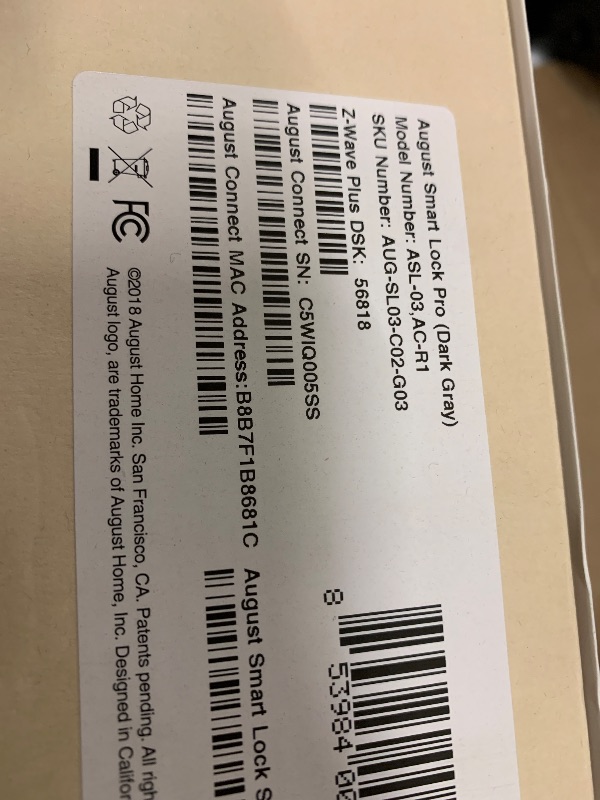 August Smart Lock Pro (Dark Gray)
Model Number: ASL-03,AC-R1
SKU Number: AUG-SL03-C02-G03
Z-Wave Plus DSK: 56818
August Connect SN: C5WIQ005SS
August Connect MAC Address:B8B7F1B8681C
August Smart Lock S
8 53984 00
FC
©2018 August Home Inc. San Francisco, CA. Patents pending. All righ
August logo, are trademarks of August Home, Inc. Designed in Califor